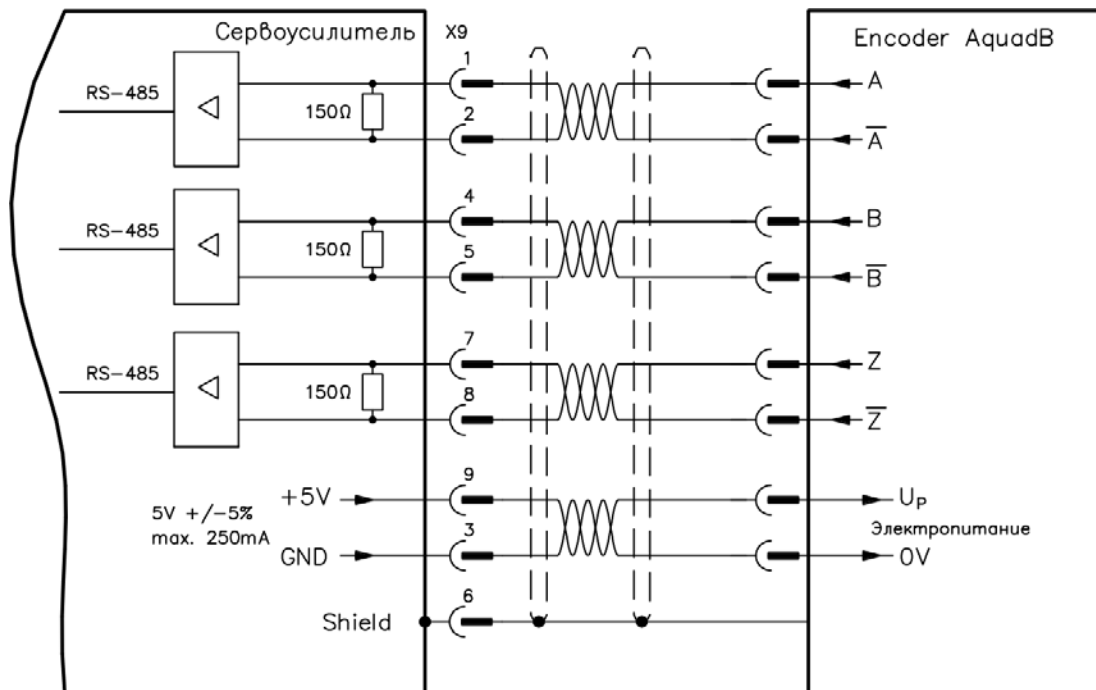 Сервоусилитель
X9
Encoder AquadB
1
A
RS-485
150Ω
2
A̅
4
B
RS-485
150Ω
5
B̅
7
Z
RS-485
150Ω
8
Z̅
9
+5V
U_P
5V +/-5%
max. 250mA
Электропитание
3
GND
0V
6
Shield